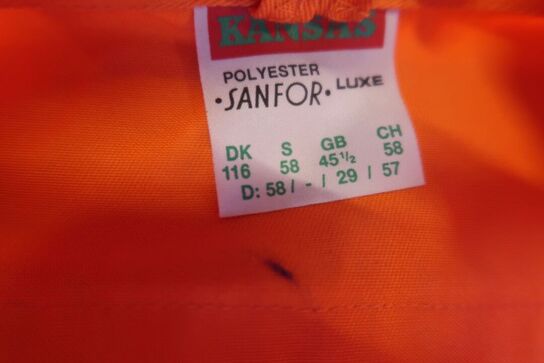 KANSAS
POLYESTER
·SANFOR· LUXE
DK S GB CH
116 58 45½ 58
D: 58 / - / 29 / 57